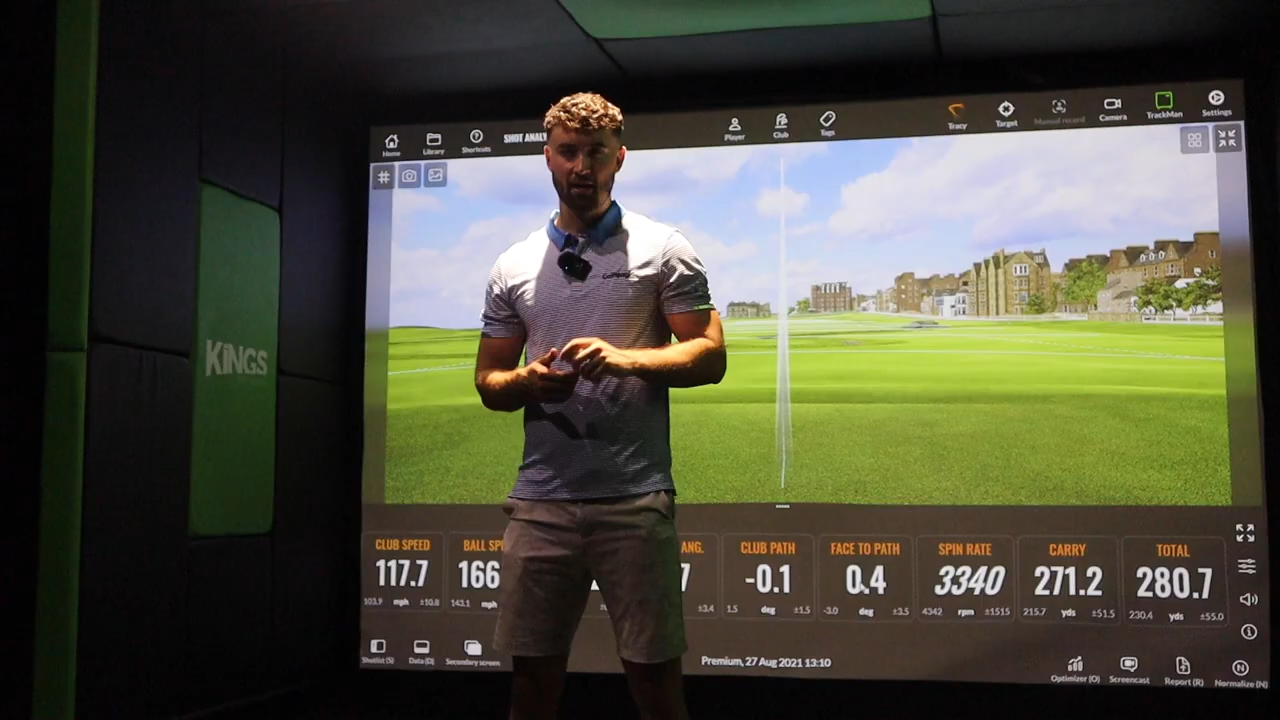 Home
Library
Shortcuts
SHOT ANALY
Player
Club
Tags
Tracy
Target
Manual record
Camera
TrackMan
Settings
KiNGS
CLUB SPEED
117.7
103.9 mph ±10.8
BALL SP
166
143.1 mph
ANG.
7
±3.4
CLUB PATH
-0.1
1.5 deg ±1.5
FACE TO PATH
0.4
-3.0 deg ±3.5
SPIN RATE
3340
4342 rpm ±1515
CARRY
271.2
215.7 yds ±51.5
TOTAL
280.7
230.4 yds ±55.0
Shotlist (S)
Data (D)
Secondary screen
Premium, 27 Aug 2021 13:10
Optimizer (O)
Screencast
Report (R)
Normalize (N)